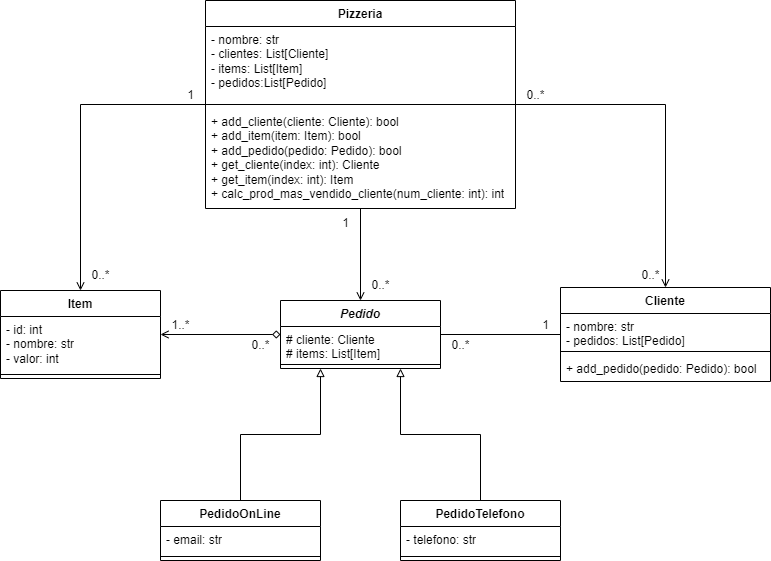 Pizzeria
- nombre: str
- clientes: List[Cliente]
- items: List[Item]
- pedidos:List[Pedido]
1
0..*
+ add_cliente(cliente: Cliente): bool
+ add_item(item: Item): bool
+ add_pedido(pedido: Pedido): bool
+ get_cliente(index: int): Cliente
+ get_item(index: int): Item
+ calc_prod_mas_vendido_cliente(num_cliente: int): int
1
0..*
0..*
0..*
Item
- id: int
- nombre: str
- valor: int
1..*
0..*
Pedido
# cliente: Cliente
# items: List[Item]
1
0..*
Cliente
- nombre: str
- pedidos: List[Pedido]
+ add_pedido(pedido: Pedido): bool
PedidoOnLine
- email: str
PedidoTelefono
- telefono: str